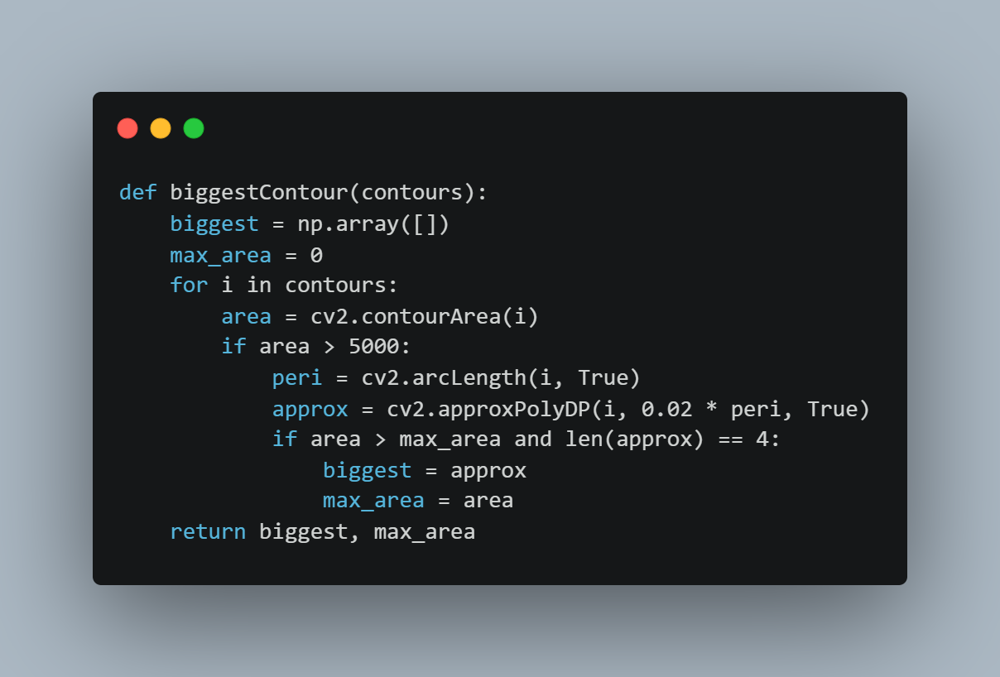 def biggestContour(contours):
    biggest = np.array([])
    max_area = 0
    for i in contours:
        area = cv2.contourArea(i)
        if area > 5000:
            peri = cv2.arcLength(i, True)
            approx = cv2.approxPolyDP(i, 0.02 * peri, True)
            if area > max_area and len(approx) == 4:
                biggest = approx
                max_area = area
    return biggest, max_area